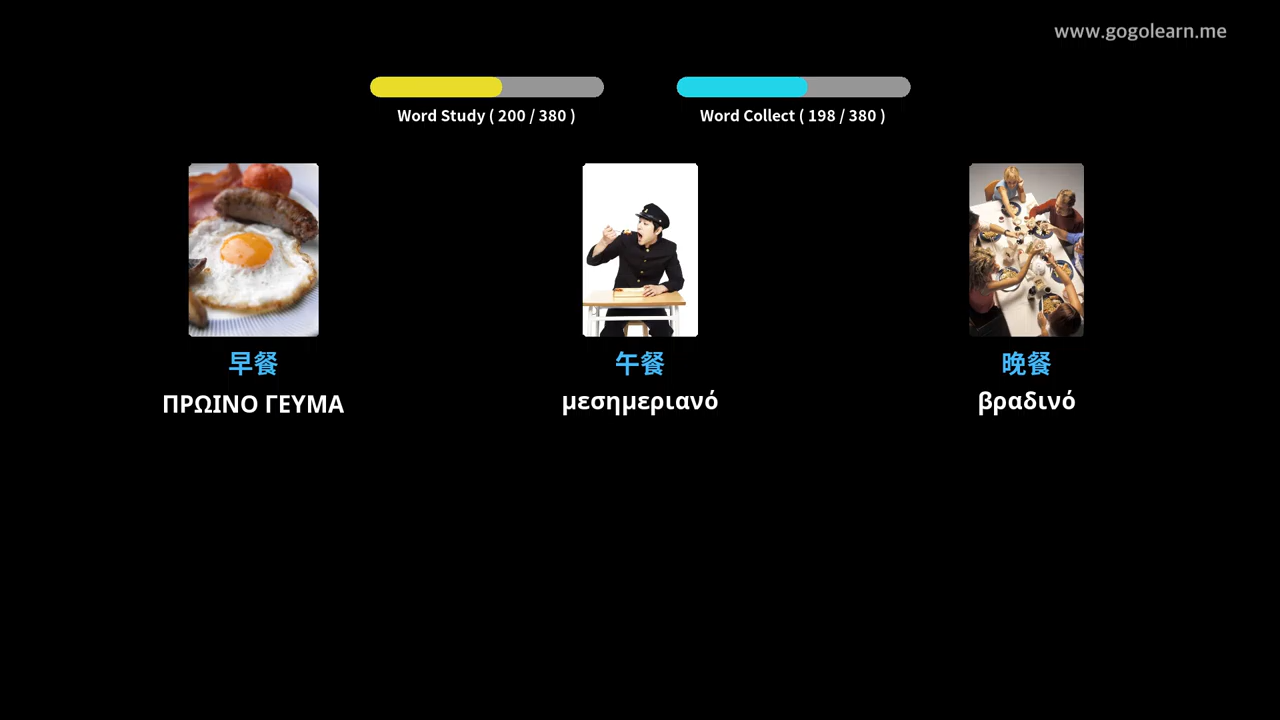 www.gogolearn.me
Word Study ( 200 / 380 )
Word Collect ( 198 / 380 )
早餐
午餐
晚餐
ΠΡΩΙΝΟ ΓΕΥΜΑ
μεσημεριανό
βραδινό